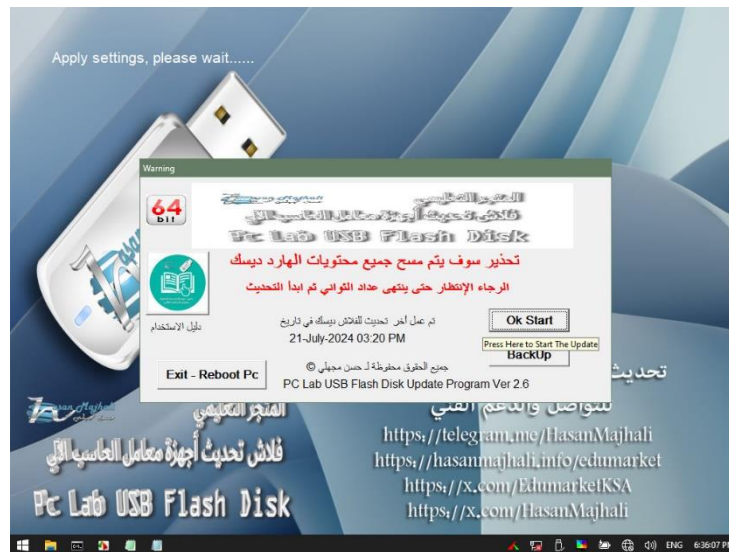 Apply settings, please wait......
Warning
64
bit
Hasan Majhali
المتجر التعليمي
فلاش تحديث أجهزة معامل الحاسب الآلي
Pc Lab USB Flash Disk
تحذير سوف يتم مسح جميع محتويات الهارد ديسك
الرجاء الإنتظار حتى ينتهى عداد الثواني ثم ابدأ التحديث
دليل الاستخدام
تم عمل أخر تحديث للفلاش ديسك في تاريخ
21-July-2024 03:20 PM
Ok Start
Press Here to Start The Update
BackUp
Exit - Reboot Pc
جميع الحقوق محفوظة لـ حسن مجهلي ©
PC Lab USB Flash Disk Update Program Ver 2.6
تحديث
للتواصل والدعم الفني
https://telegram.me/HasanMajhali
https://hasanmajhali.info/edumarket
https://x.com/EdumarketKSA
https://x.com/HasanMajhali
Hasan Majhali
المتجر التعليمي
فلاش تحديث أجهزة معامل الحاسب الآلي
Pc Lab USB Flash Disk
ENG
6:36:07 PM